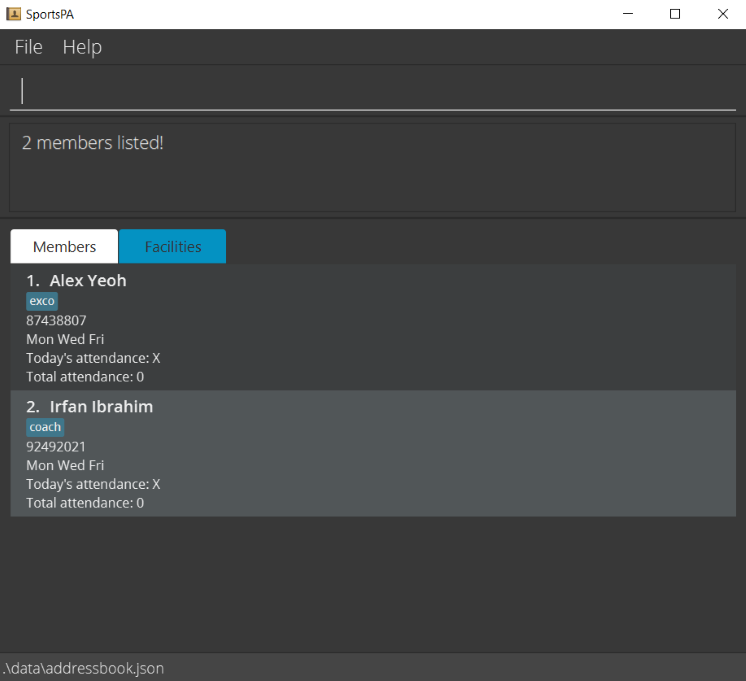 SportsPA
File Help
2 members listed!
Members Facilities
1. Alex Yeoh
exco
87438807
Mon Wed Fri
Today's attendance: X
Total attendance: 0
2. Irfan Ibrahim
coach
92492021
Mon Wed Fri
Today's attendance: X
Total attendance: 0
.\data\addressbook.json